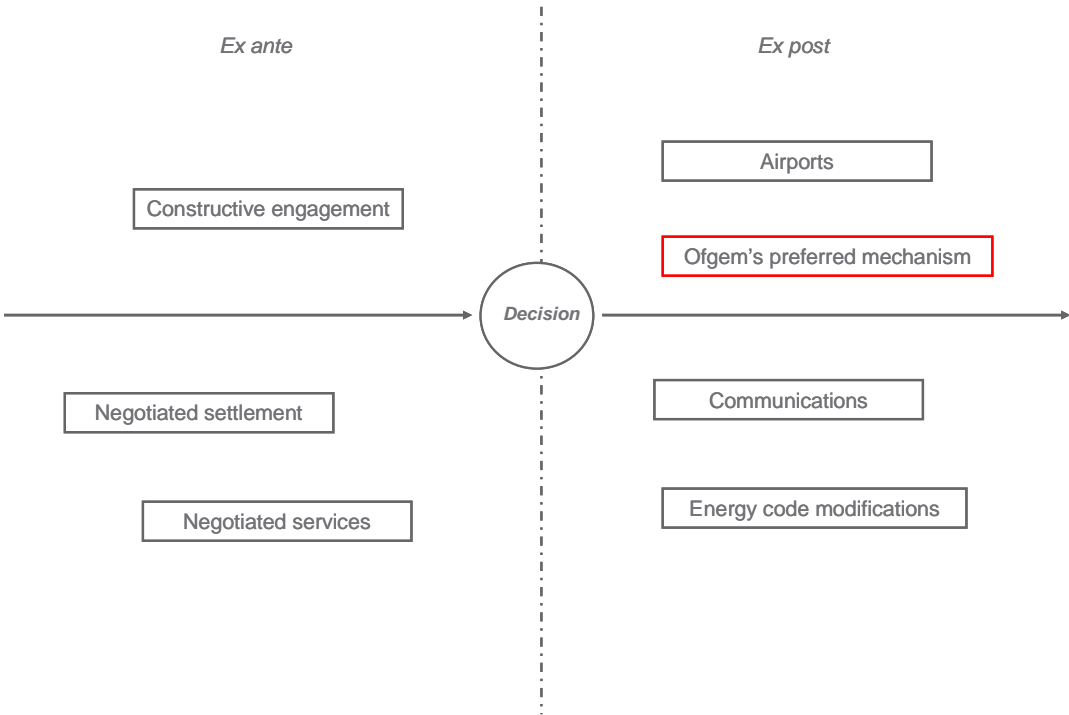 Ex ante
Ex post
Airports
Constructive engagement
Ofgem’s preferred mechanism
Decision
Communications
Negotiated settlement
Energy code modifications
Negotiated services